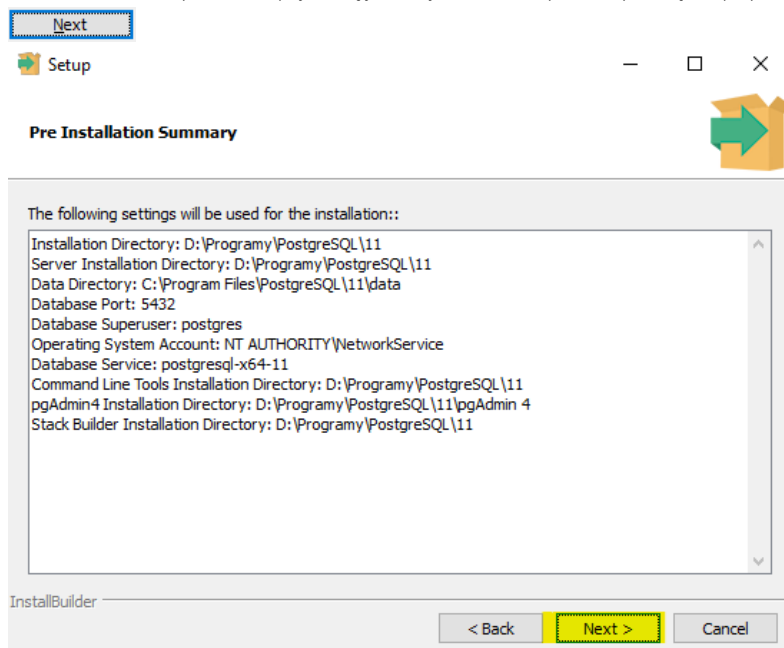 Next
Setup
Pre Installation Summary
The following settings will be used for the installation::
Installation Directory: D:\Programy\PostgreSQL\11
Server Installation Directory: D:\Programy\PostgreSQL\11
Data Directory: C:\Program Files\PostgreSQL\11\data
Database Port: 5432
Database Superuser: postgres
Operating System Account: NT AUTHORITY\NetworkService
Database Service: postgresql-x64-11
Command Line Tools Installation Directory: D:\Programy\PostgreSQL\11
pgAdmin4 Installation Directory: D:\Programy\PostgreSQL\11\pgAdmin 4
Stack Builder Installation Directory: D:\Programy\PostgreSQL\11
InstallBuilder
< Back Next > Cancel